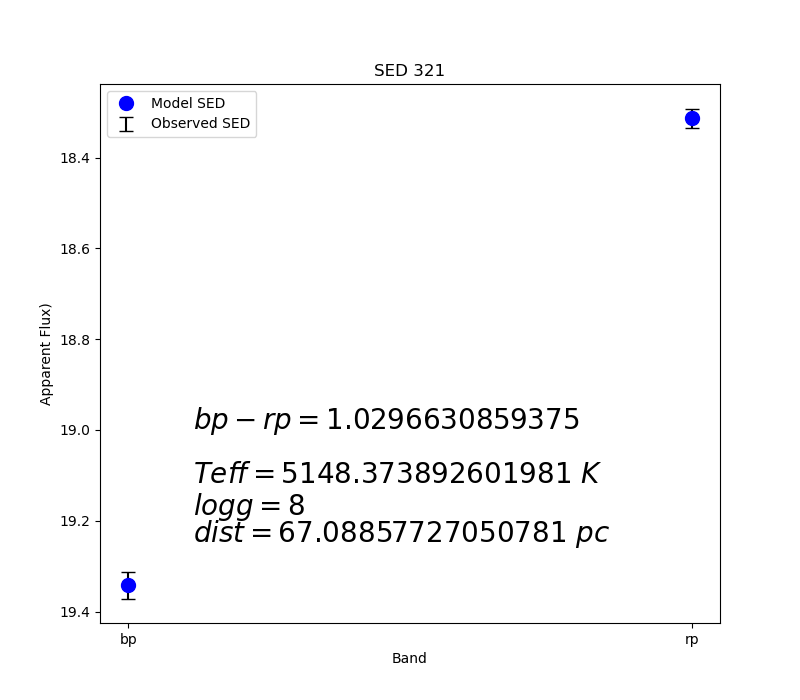 SED 321
Model SED
Observed SED
18.4
18.6
18.8
19.0
19.2
19.4
Apparent Flux)
bp − rp = 1.0296630859375
Teff = 5148.373892601981 K
logg = 8
dist = 67.08857727050781 pc
bp
rp
Band